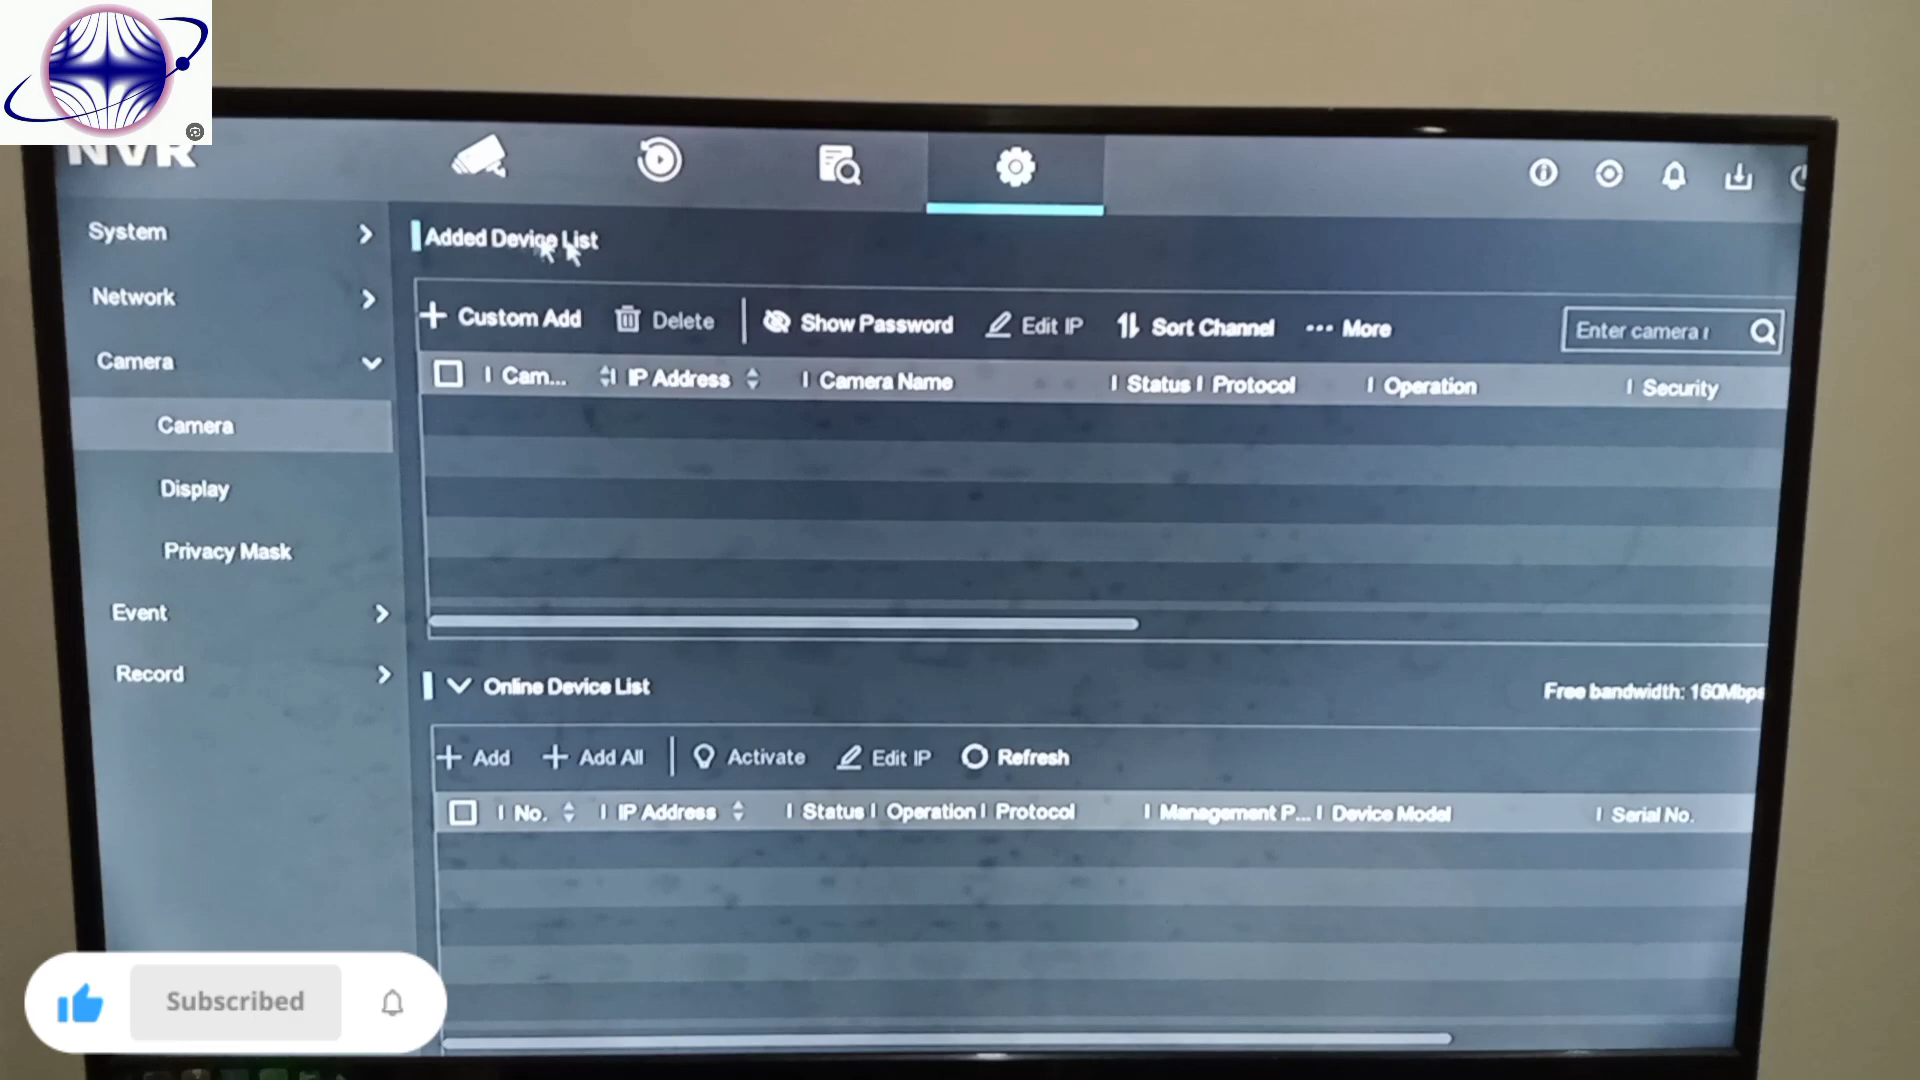 NVR
System
Network
Camera
Camera
Display
Privacy Mask
Event
Record
Added Device List
Custom Add Delete Show Password Edit IP Sort Channel More Enter camera
Cam... IP Address Camera Name Status Protocol Operation Security
Online Device List Free bandwidth: 160Mbps
Add Add All Activate Edit IP Refresh
No. IP Address Status Operation Protocol Management P... Device Model Serial No.
Subscribed